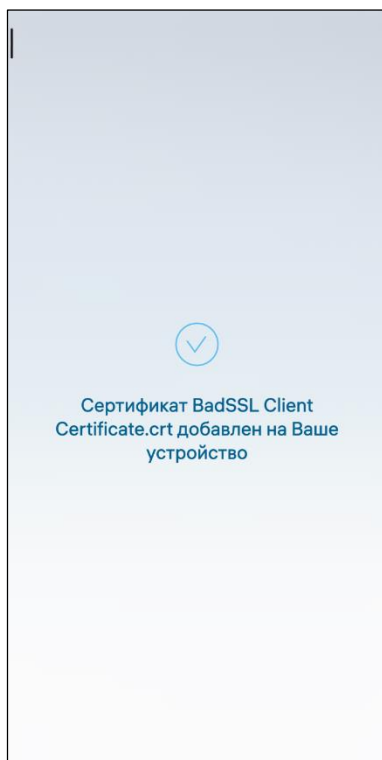 Сертификат BadSSL Client
Certificate.crt добавлен на Ваше
устройство